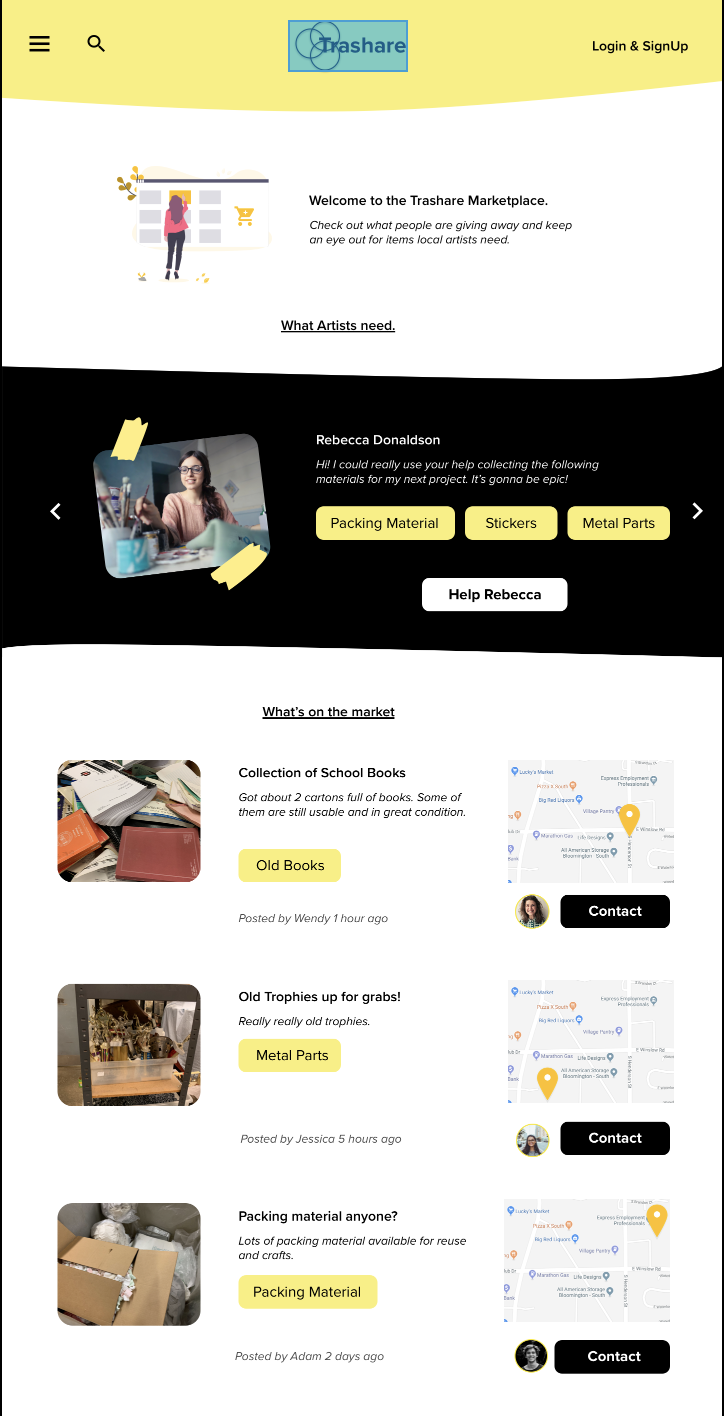 Trashare
Login & SignUp
Welcome to the Trashare Marketplace.
Check out what people are giving away and keep
an eye out for items local artists need.
What Artists need.
Rebecca Donaldson
Hi! I could really use your help collecting the following
materials for my next project. It's gonna be epic!
Packing Material
Stickers
Metal Parts
Help Rebecca
What's on the market
Collection of School Books
Got about 2 cartons full of books. Some of
them are still usable and in great condition.
Old Books
Posted by Wendy 1 hour ago
Lucky's Market
Express Employment
Professionals
Pizza X South
Big Red Liquors
Village Pantry
E Winslow Rd
Marathon Gas
Life Designs
All American Storage
Bloomington - South
Contact
Old Trophies up for grabs!
Really really old trophies.
Metal Parts
Posted by Jessica 5 hours ago
Lucky's Market
Express Employment
Professionals
Pizza X South
Big Red Liquors
Village Pantry
E Winslow Rd
Marathon Gas
Life Designs
All American Storage
Bloomington - South
S Henderson St
Bank
Contact
Packing material anyone?
Lots of packing material available for reuse
and crafts.
Packing Material
Posted by Adam 2 days ago
Lucky's Market
Express Employment
Professionals
Pizza X South
Big Red Liquors
Village Pantry
E Winslow Rd
Marathon Gas
Life Designs
All American Storage
Bloomington - South
S Henderson St
Bank
Contact